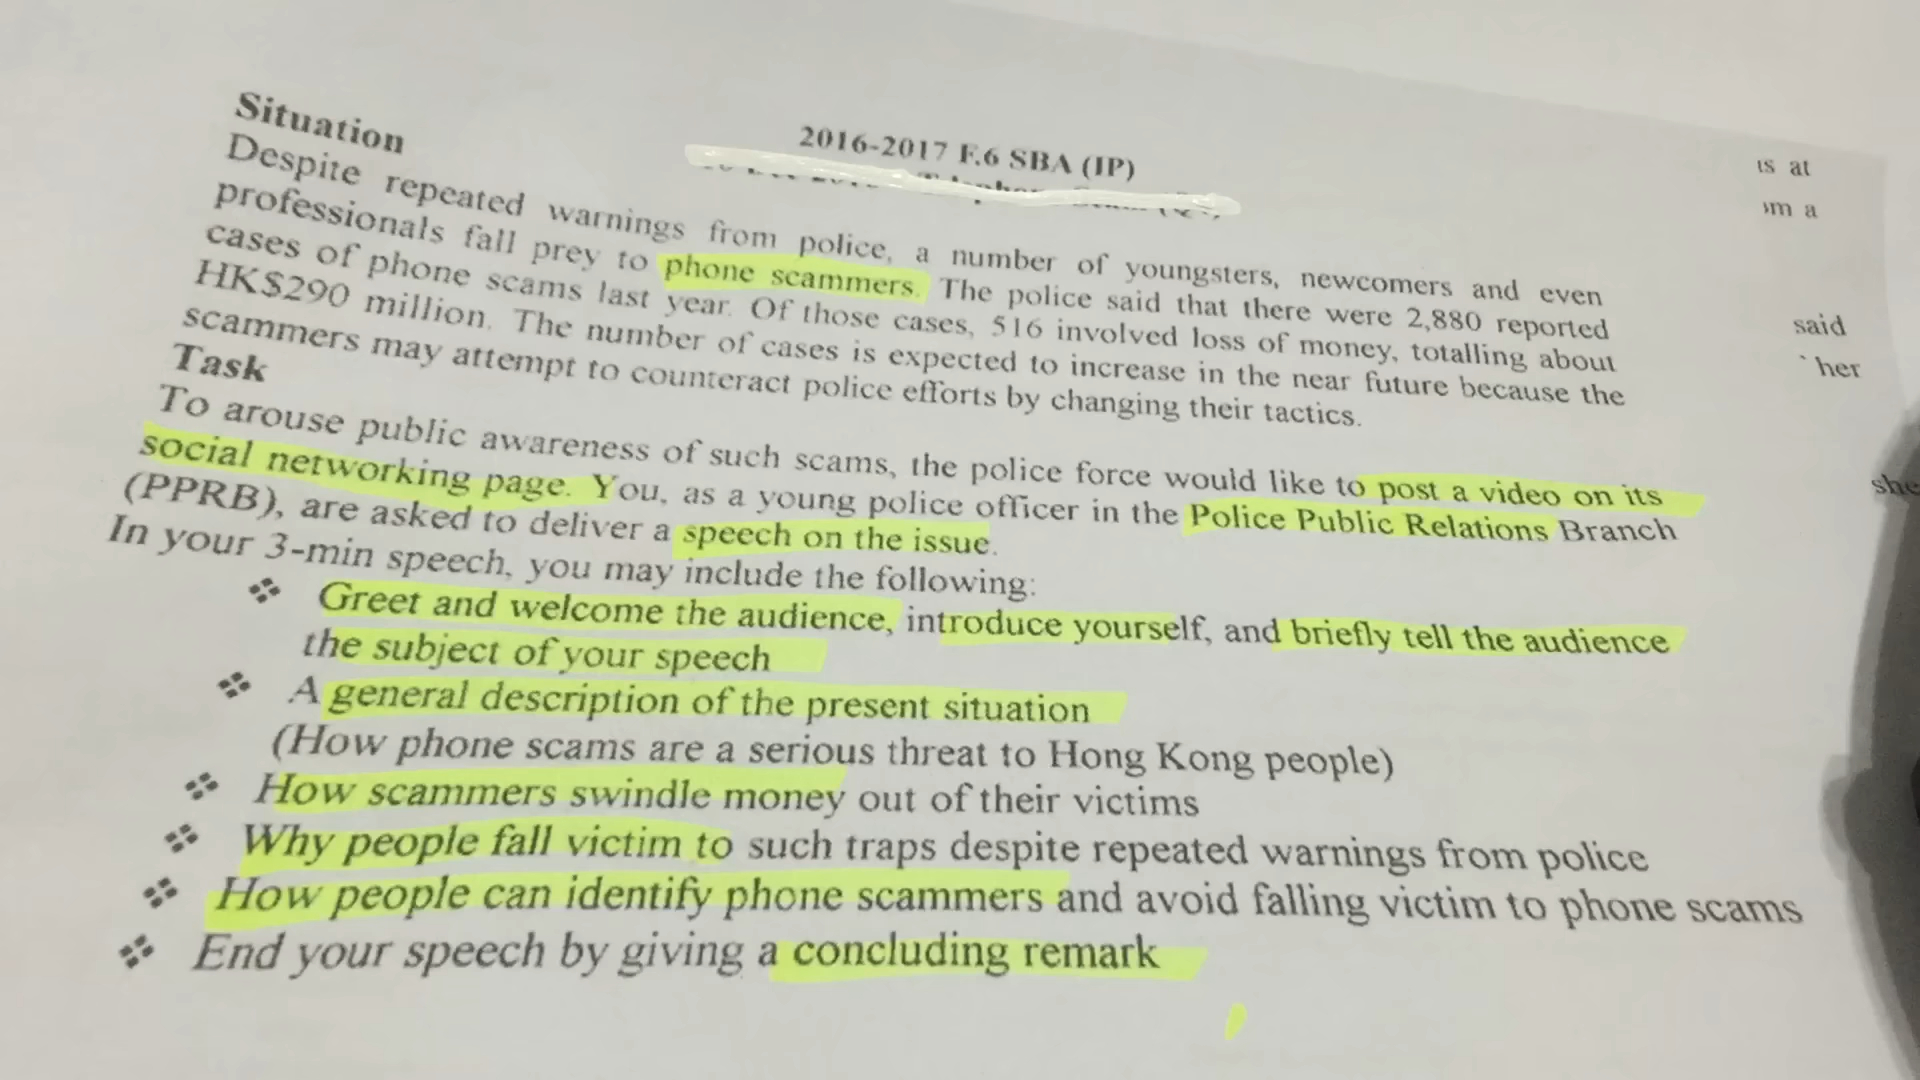 2016-2017 F.6 SBA (IP)
Situation
Despite repeated warnings from police, a number of youngsters, newcomers and even
professionals fall prey to phone scammers. The police said that there were 2,880 reported
cases of phone scams last year. Of those cases, 516 involved loss of money, totalling about
HK$290 million. The number of cases is expected to increase in the near future because the
scammers may attempt to counteract police efforts by changing their tactics.
Task
To arouse public awareness of such scams, the police force would like to post a video on its
social networking page. You, as a young police officer in the Police Public Relations Branch
(PPRB), are asked to deliver a speech on the issue.
In your 3-min speech, you may include the following:
❖ Greet and welcome the audience, introduce yourself, and briefly tell the audience
the subject of your speech
❖ A general description of the present situation
(How phone scams are a serious threat to Hong Kong people)
❖ How scammers swindle money out of their victims
❖ Why people fall victim to such traps despite repeated warnings from police
❖ How people can identify phone scammers and avoid falling victim to phone scams
❖ End your speech by giving a concluding remark
at
a
said
her
she